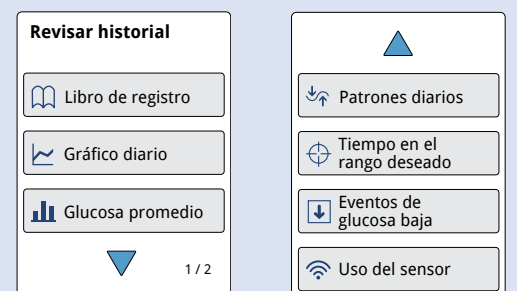 Revisar historial
Libro de registro
Gráfico diario
Glucosa promedio
1 / 2
Patrones diarios
Tiempo en el
rango deseado
Eventos de
glucosa baja
Uso del sensor